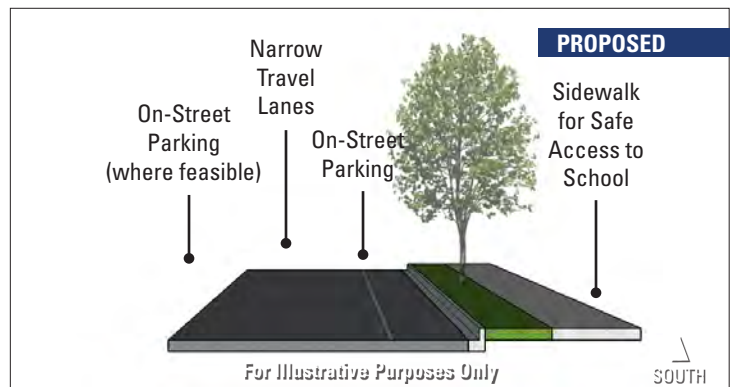 PROPOSED
On-Street
Parking
(where feasible)
Narrow
Travel
Lanes
On-Street
Parking
Sidewalk
for Safe
Access to
School
For Illustrative Purposes Only
SOUTH